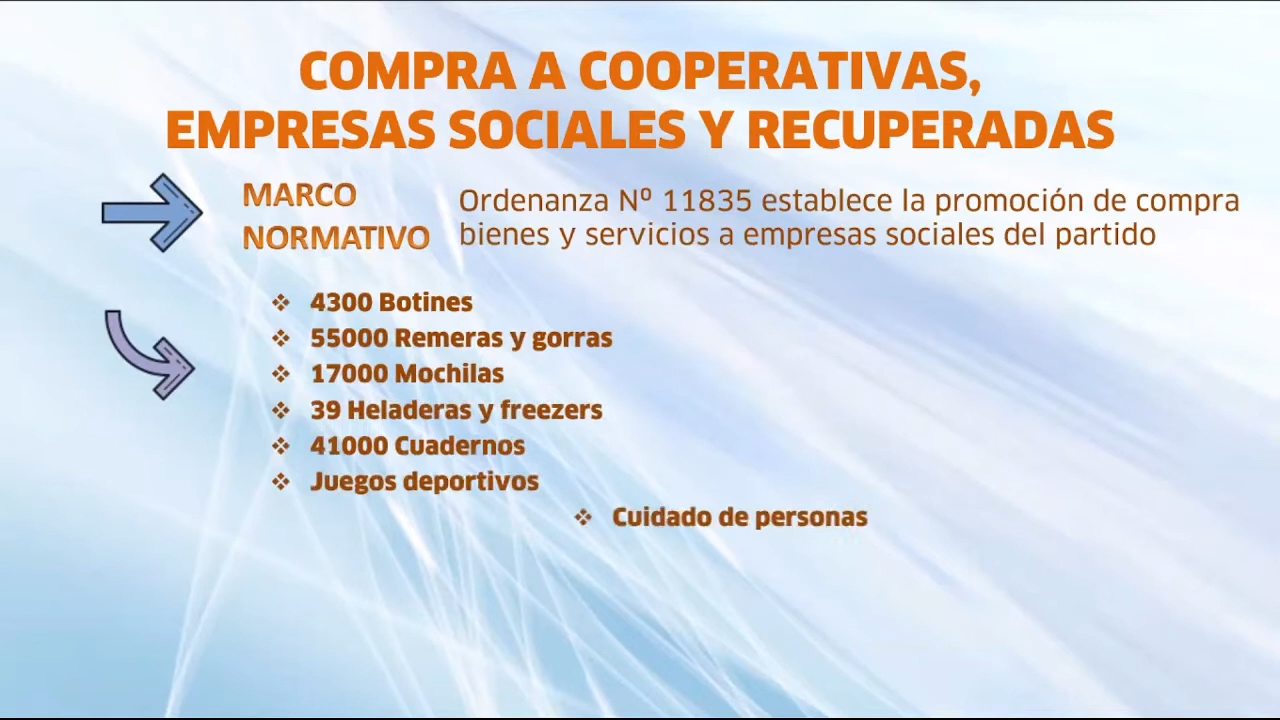 COMPRA A COOPERATIVAS,
EMPRESAS SOCIALES Y RECUPERADAS
MARCO
NORMATIVO
Ordenanza Nº 11835 establece la promoción de compra
bienes y servicios a empresas sociales del partido
❖ 4300 Botines
❖ 55000 Remeras y gorras
❖ 17000 Mochilas
❖ 39 Heladeras y freezers
❖ 41000 Cuadernos
❖ Juegos deportivos
❖ Cuidado de personas